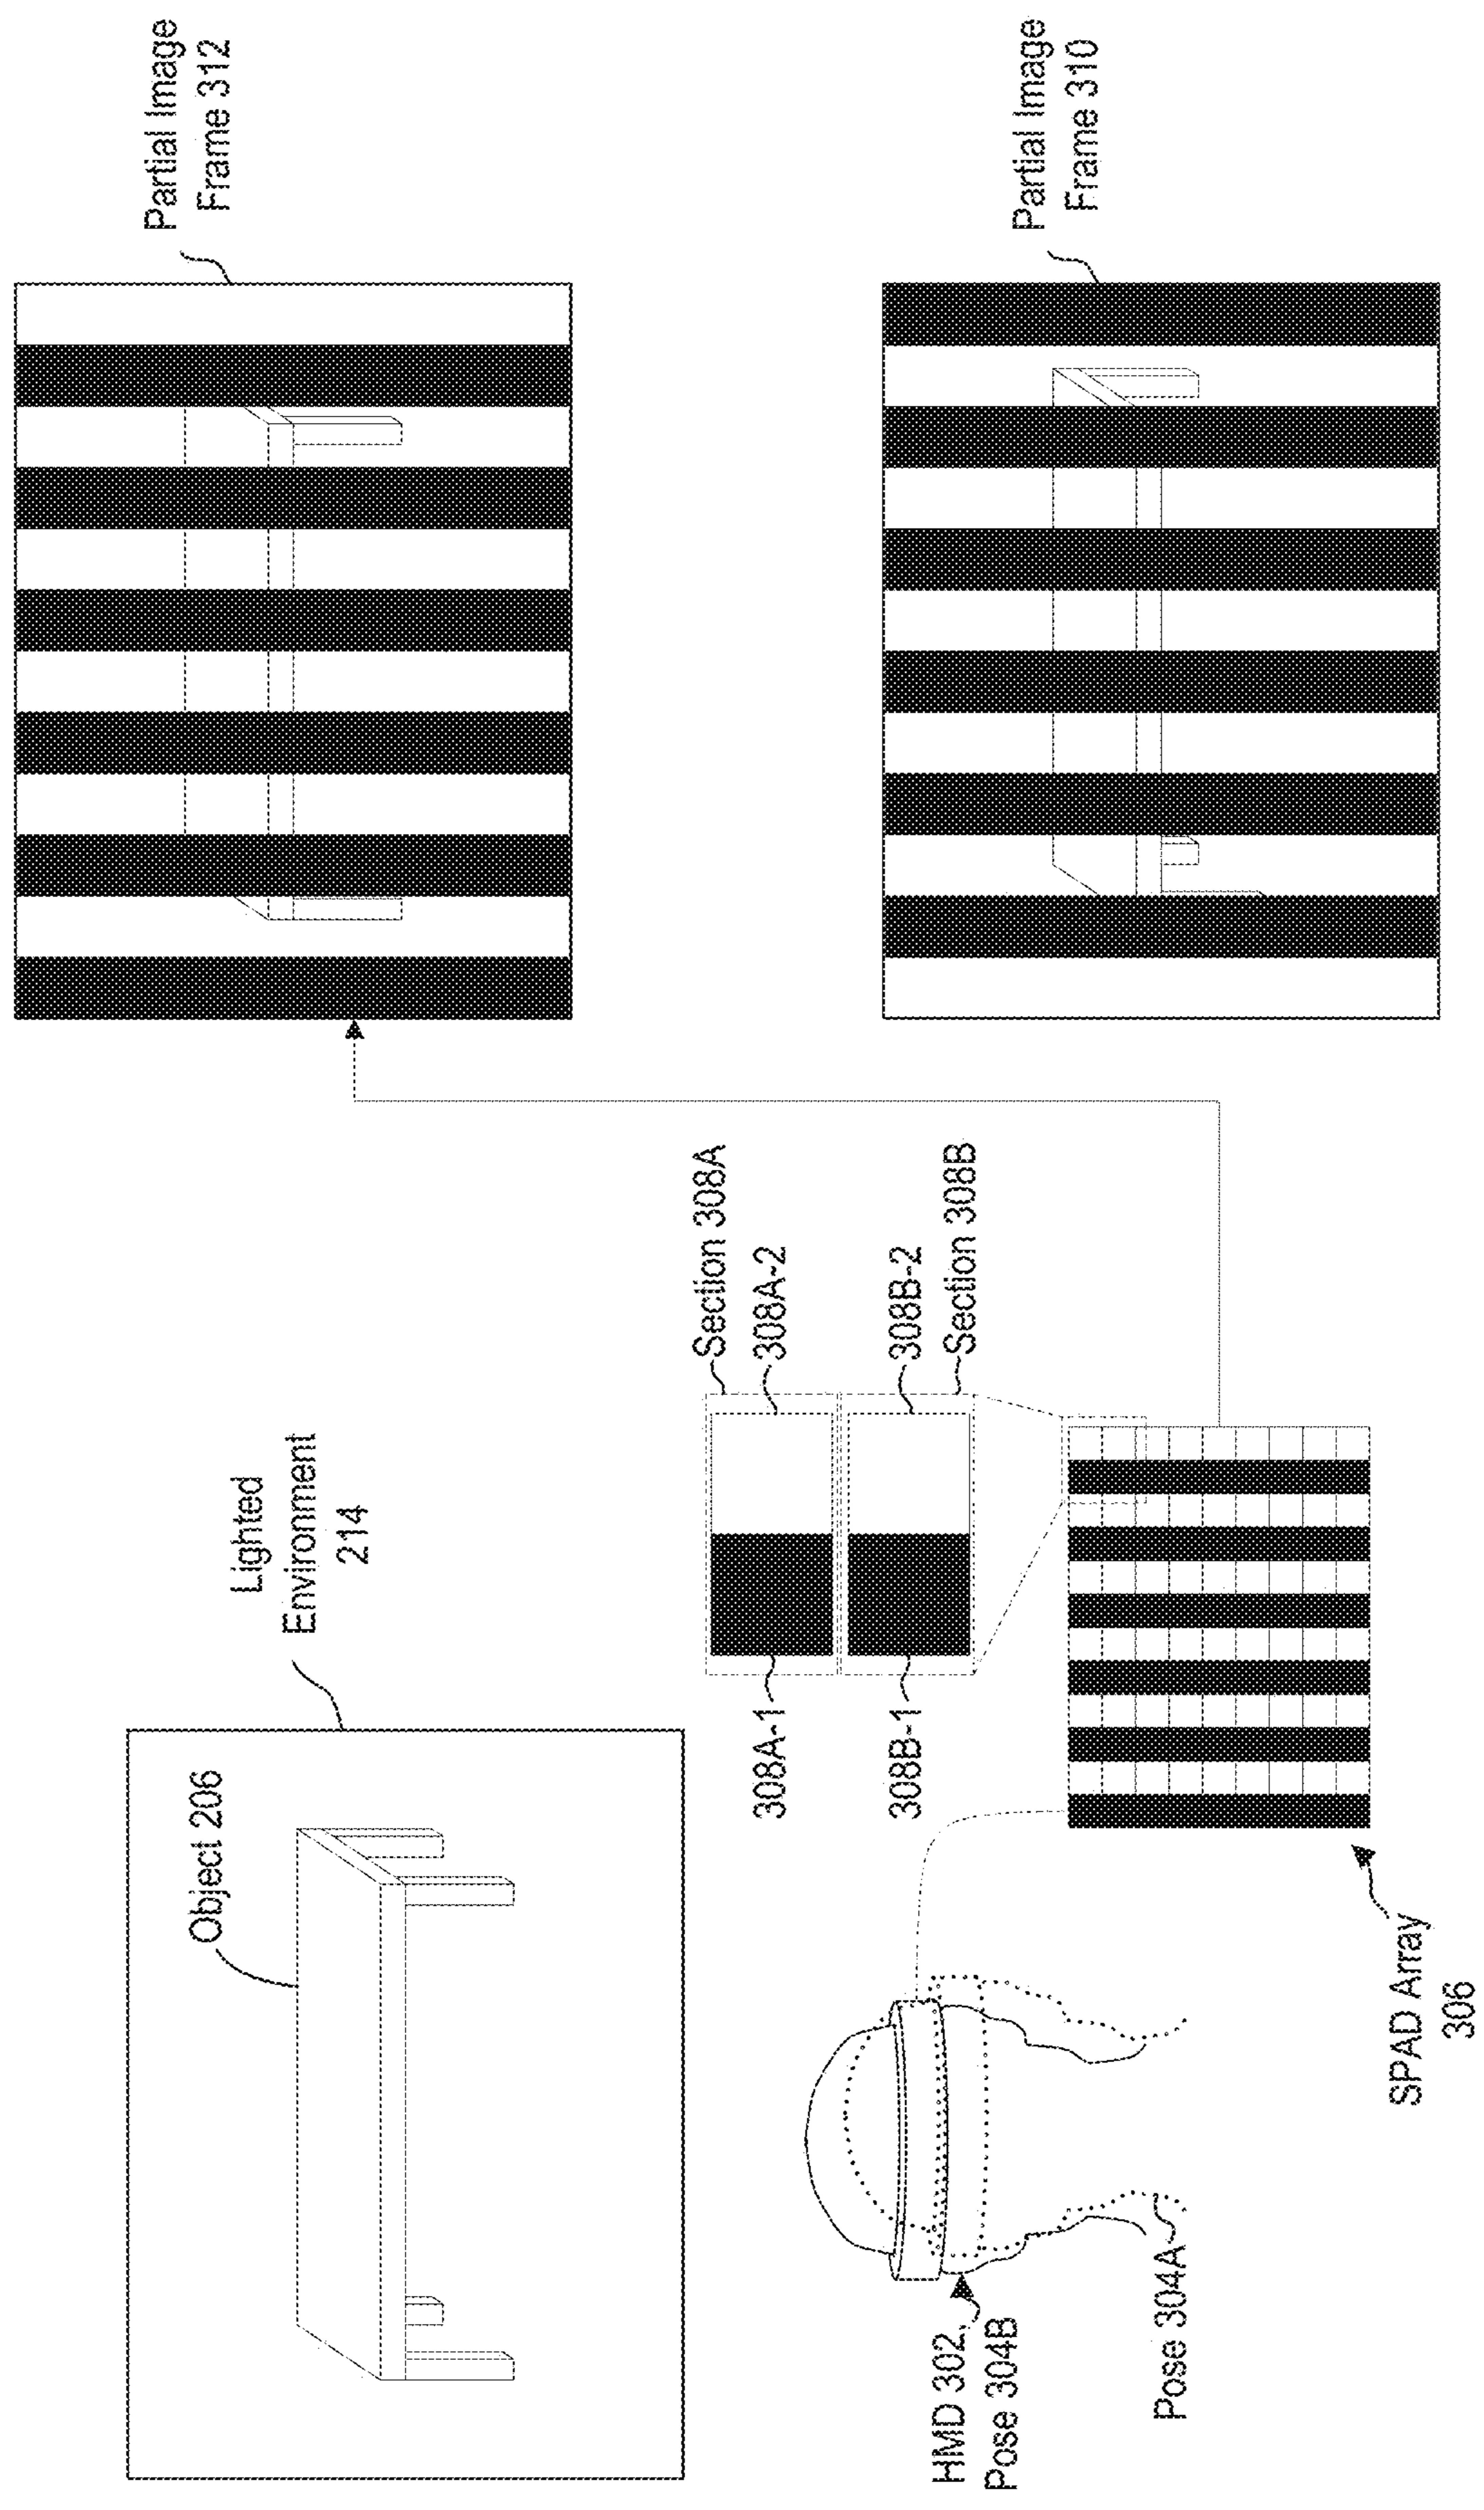 Object 206
Lighted
Environment
214
HMD 302,
Pose 304B
Pose 304A
308A-1
308B-1
Section 308A
308A-2
308B-2
Section 308B
SPAD Array
306
Partial Image
Frame 312
Partial Image
Frame 310